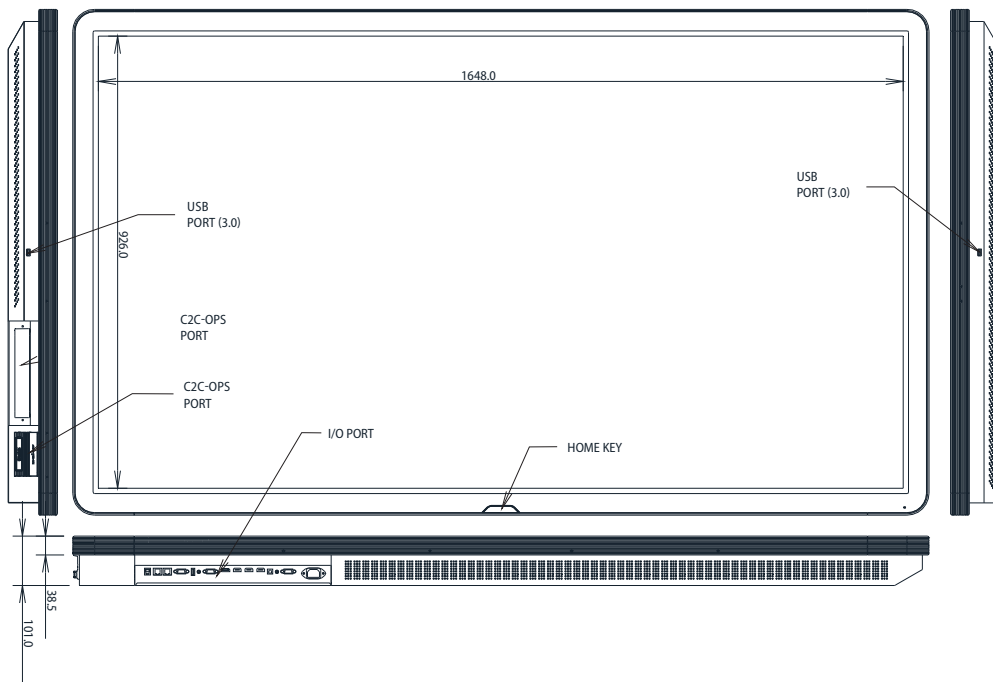 1648.0
USB
PORT (3.0)
USB
PORT (3.0)
926.0
C2C-OPS
PORT
C2C-OPS
PORT
I/O PORT
HOME KEY
38.5
101.0